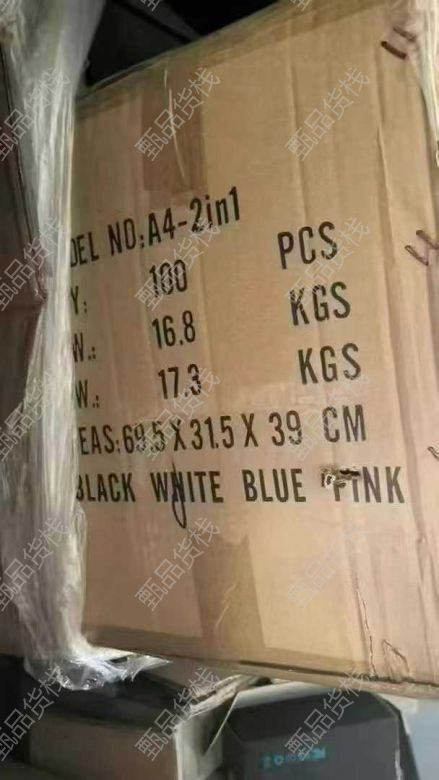 DEL NO.:A4-2in1
Y: 100 PCS
W.: 16.8 KGS
W.: 17.3 KGS
EAS: 69.5 X 31.5 X 39 CM
BLACK WHITE BLUE PINK
甄品货栈